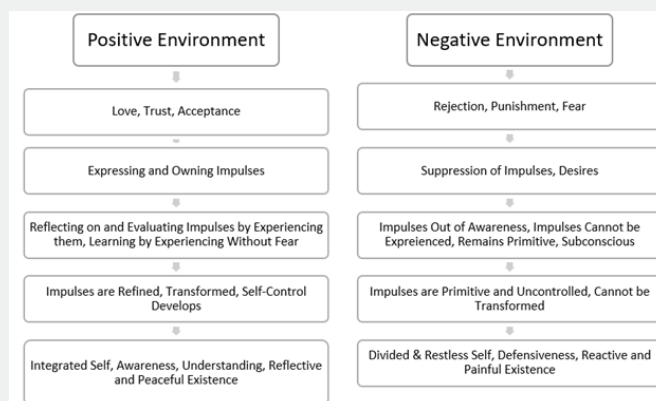 Positive Environment
Love, Trust, Acceptance
Expressing and Owning Impulses
Reflecting on and Evaluating Impulses by Experiencing
them, Learning by Experiencing Without Fear
Impulses are Refined, Transformed, Self-Control
Develops
Integrated Self, Awareness, Understanding, Reflective
and Peaceful Existence
Negative Environment
Rejection, Punishment, Fear
Suppression of Impulses, Desires
Impulses Out of Awareness, Impulses Cannot be
Expreienced, Remains Primitive, Subconscious
Impulses are Primitive and Uncontrolled, Cannot be
Transformed
Divided & Restless Self, Defensiveness, Reactive and
Painful Existence